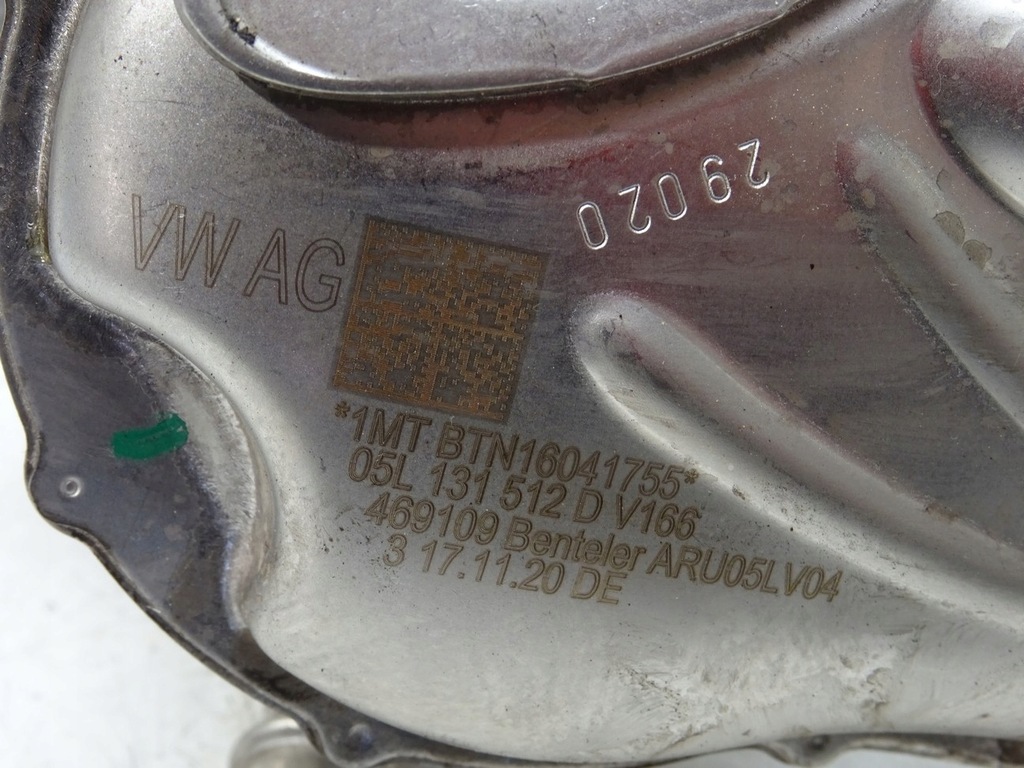 VW AG
29020
*1MT BTN16041755*
05L 131 512 D V166
469109 Benteler ARU05LV04
3 17.11.20 DE